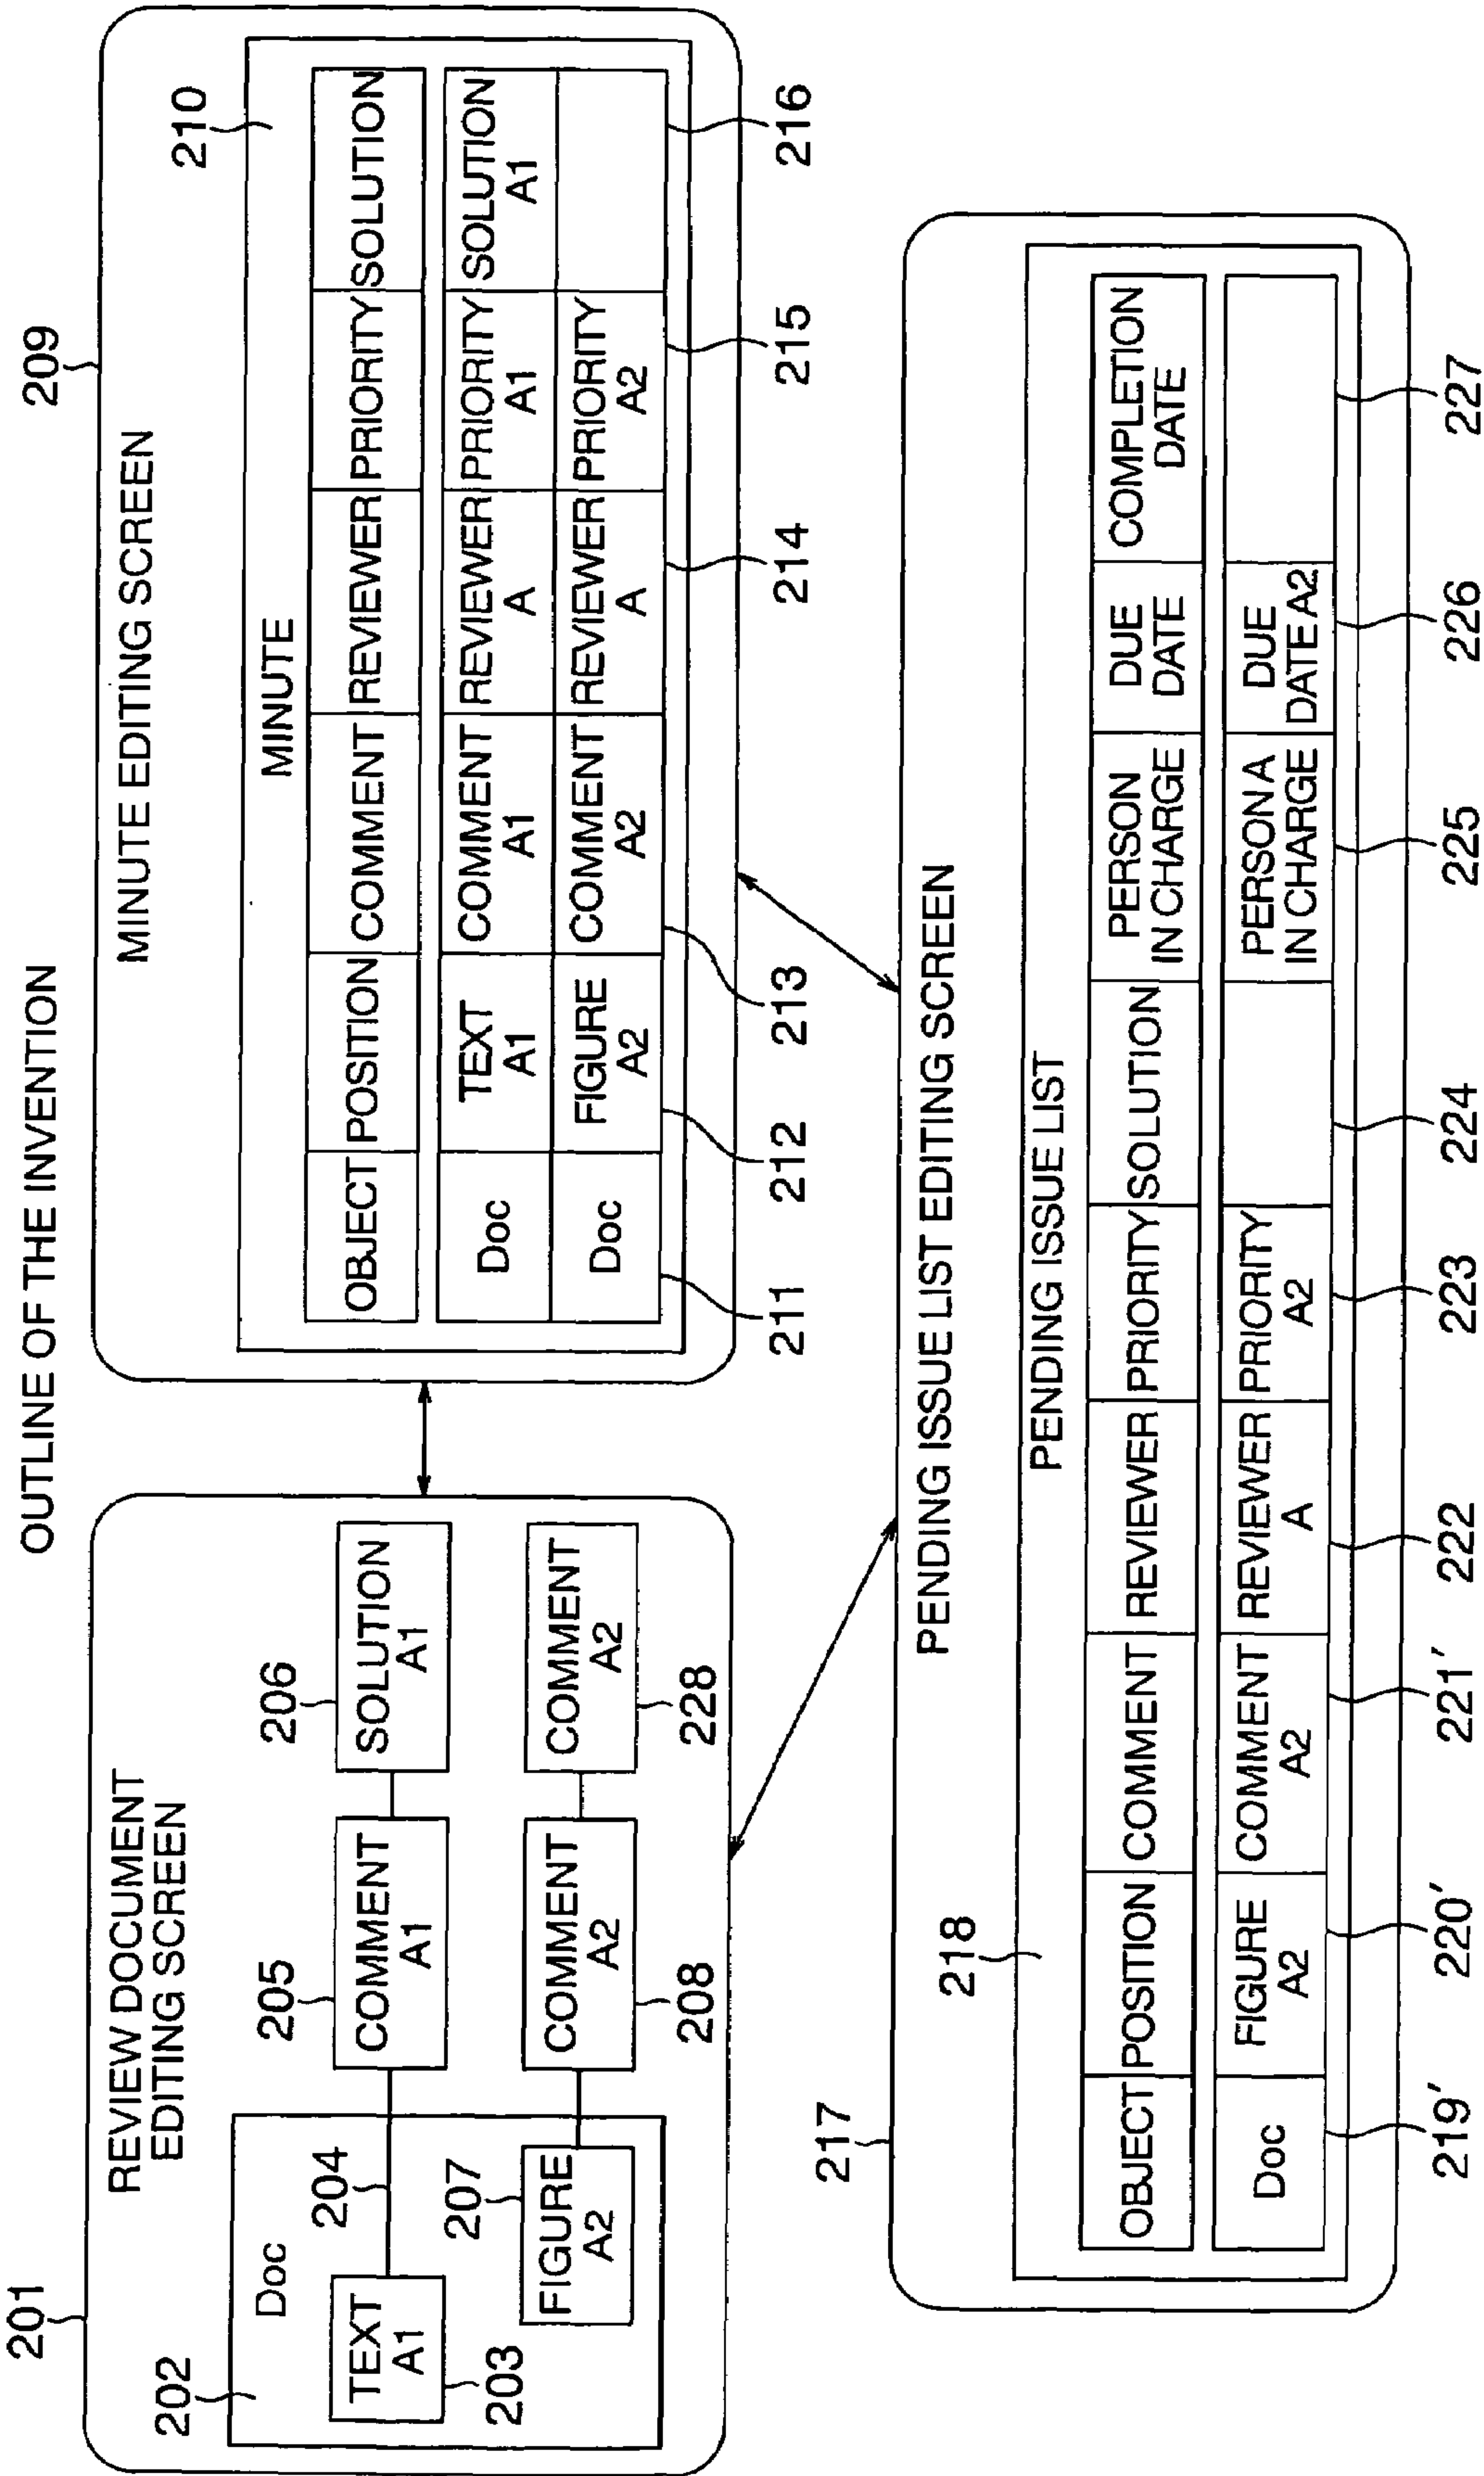 OUTLINE OF THE INVENTION
201
REVIEW DOCUMENT
EDITING SCREEN
202
Doc
204
TEXT
A1
203
207
FIGURE
A2
205
COMMENT
A1
206
SOLUTION
A1
COMMENT
A2
208
COMMENT
A2
228
209
MINUTE EDITING SCREEN
210
MINUTE
OBJECT POSITION COMMENT REVIEWER PRIORITY SOLUTION
Doc TEXT A1 COMMENT A1 REVIEWER A PRIORITY A1 SOLUTION A1
Doc FIGURE A2 COMMENT A2 REVIEWER A PRIORITY A2
211 212 213 214 215 216
217
PENDING ISSUE LIST EDITING SCREEN
218
PENDING ISSUE LIST
OBJECT POSITION COMMENT REVIEWER PRIORITY SOLUTION PERSON IN CHARGE DUE DATE COMPLETION DATE
Doc FIGURE A2 COMMENT A2 REVIEWER A PRIORITY A2 PERSON A IN CHARGE DUE DATE A2
219′ 220′ 221′ 222 223 224 225 226 227